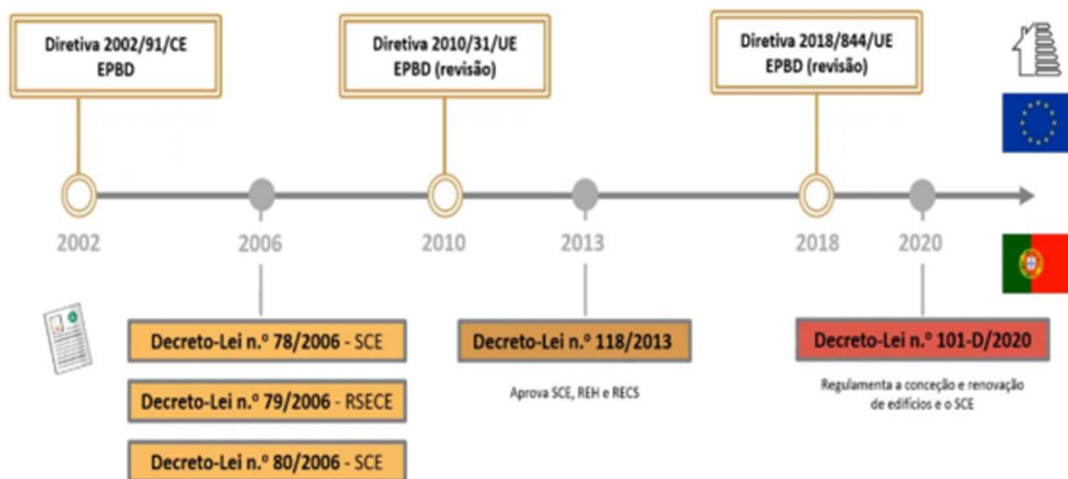 Diretiva 2002/91/CE
EPBD
Diretiva 2010/31/UE
EPBD (revisão)
Diretiva 2018/844/UE
EPBD (revisão)
2002
2006
2010
2013
2018
2020
Decreto-Lei n.º 78/2006 - SCE
Decreto-Lei n.º 79/2006 - RSECE
Decreto-Lei n.º 80/2006 - SCE
Decreto-Lei n.º 118/2013
Aprova SCE, REH e RECS
Decreto-Lei n.º 101-D/2020
Regulamenta a conceção e renovação
de edifícios e o SCE